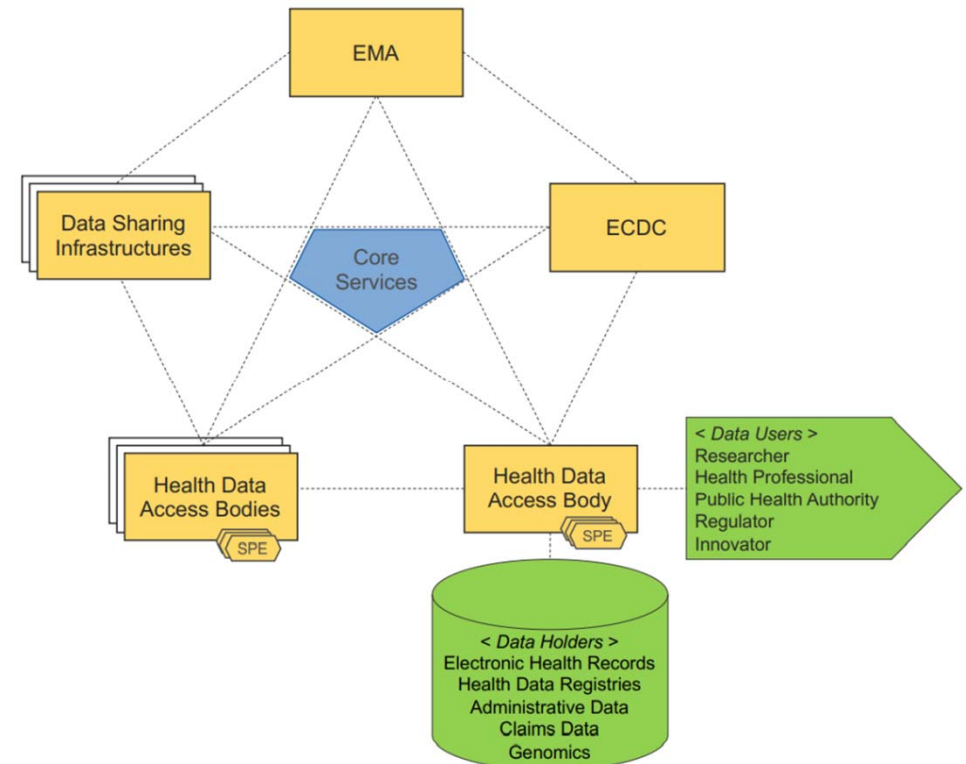 EMA
Data Sharing
Infrastructures
ECDC
Core
Services
Health Data
Access Bodies
SPE
Health Data
Access Body
SPE
< Data Users >
Researcher
Health Professional
Public Health Authority
Regulator
Innovator
< Data Holders >
Electronic Health Records
Health Data Registries
Administrative Data
Claims Data
Genomics